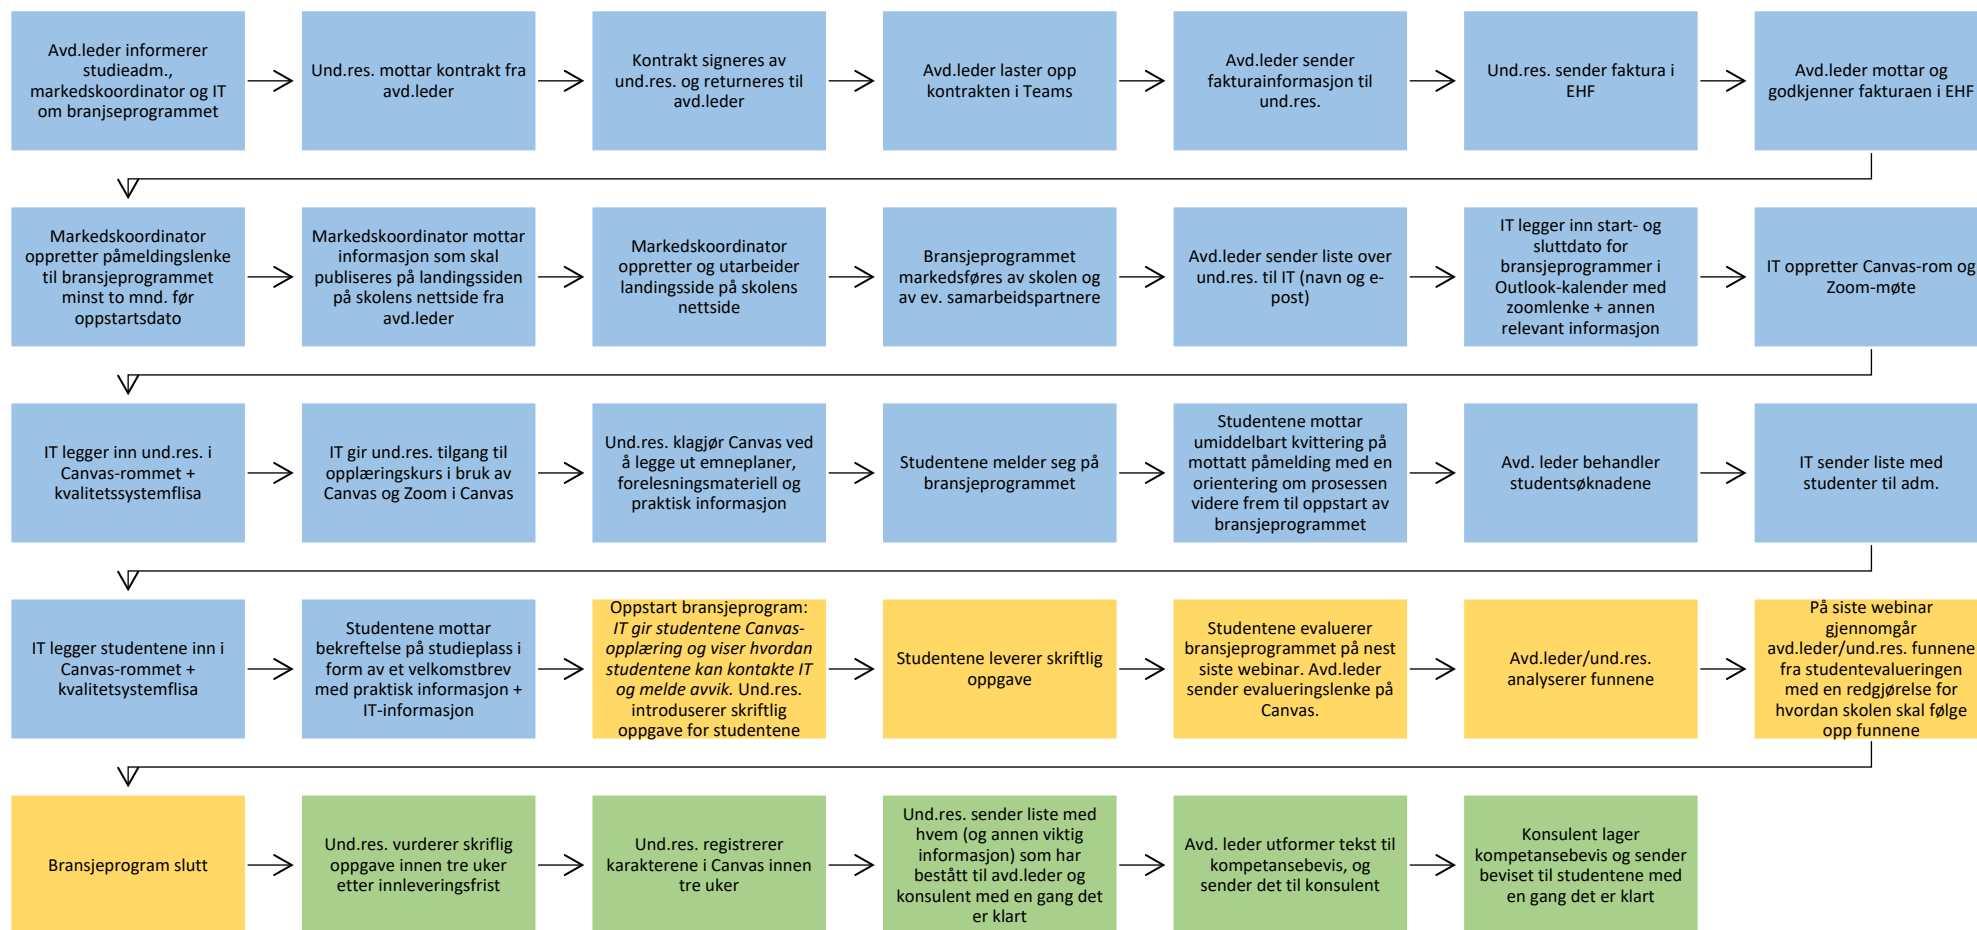 Avd.leder informerer
studieadm.,
markedskoordinator og IT
om branjseprogrammet
Und.res. mottar kontrakt fra
avd.leder
Kontrakt signeres av
und.res. og returneres til
avd.leder
Avd.leder laster opp
kontrakten i Teams
Avd.leder sender
fakturainformasjon til
und.res.
Und.res. sender faktura i
EHF
Avd.leder mottar og
godkjenner fakturaen i EHF
Markedskoordinator
oppretter påmeldingslenke
til bransjeprogrammet
minst to mnd. før
oppstartsdato
Markedskoordinator mottar
informasjon som skal
publiseres på landingssiden
på skolens nettside fra
avd.leder
Markedskoordinator
oppretter og utarbeider
landingsside på skolens
nettside
Bransjeprogrammet
markedsføres av skolen og
av ev. samarbeidspartnere
Avd.leder sender liste over
und.res. til IT (navn og e-
post)
IT legger inn start- og
sluttdato for
bransjeprogrammer i
Outlook-kalender med
zoomlenke + annen
relevant informasjon
IT oppretter Canvas-rom og
Zoom-møte
IT legger inn und.res. i
Canvas-rommet +
kvalitetssystemflisa
IT gir und.res. tilgang til
opplæringskurs i bruk av
Canvas og Zoom i Canvas
Und.res. klagjør Canvas ved
å legge ut emneplaner,
forelesningsmateriell og
praktisk informasjon
Studentene melder seg på
bransjeprogrammet
Studentene mottar
umiddelbart kvittering på
mottatt påmelding med en
orientering om prosessen
videre frem til oppstart av
bransjeprogrammet
Avd. leder behandler
studentsøknadene
IT sender liste med
studenter til adm.
IT legger studentene inn i
Canvas-rommet +
kvalitetsystemflisa
Studentene mottar
bekreftelse på studieplass i
form av et velkomstbrev
med praktisk informasjon +
IT-informasjon
Oppstart bransjeprogram:
IT gir studentene Canvas-
opplæring og viser hvordan
studentene kan kontakte IT
og melde avvik. Und.res.
introduserer skriftlig
oppgave for studentene
Studentene leverer skriftlig
oppgave
Studentene evaluerer
bransjeprogrammet på nest
siste webinar. Avd.leder
sender evalueringslenke på
Canvas.
Avd.leder/und.res.
analyserer funnene
På siste webinar
gjennomgår
avd.leder/und.res. funnene
fra studentevalueringen
med en redgjørelse for
hvordan skolen skal følge
opp funnene
Bransjeprogram slutt
Und.res. vurderer skriflig
oppgave innen tre uker
etter innleveringsfrist
Und.res. registrerer
karakterene i Canvas innen
tre uker
Und.res. sender liste med
hvem (og annen viktig
informasjon) som har
bestått til avd.leder og
konsulent med en gang det
er klart
Avd. leder utformer tekst til
kompetansebevis, og
sender det til konsulent
Konsulent lager
kompetansebevis og sender
beviset til studentene med
en gang det er klart